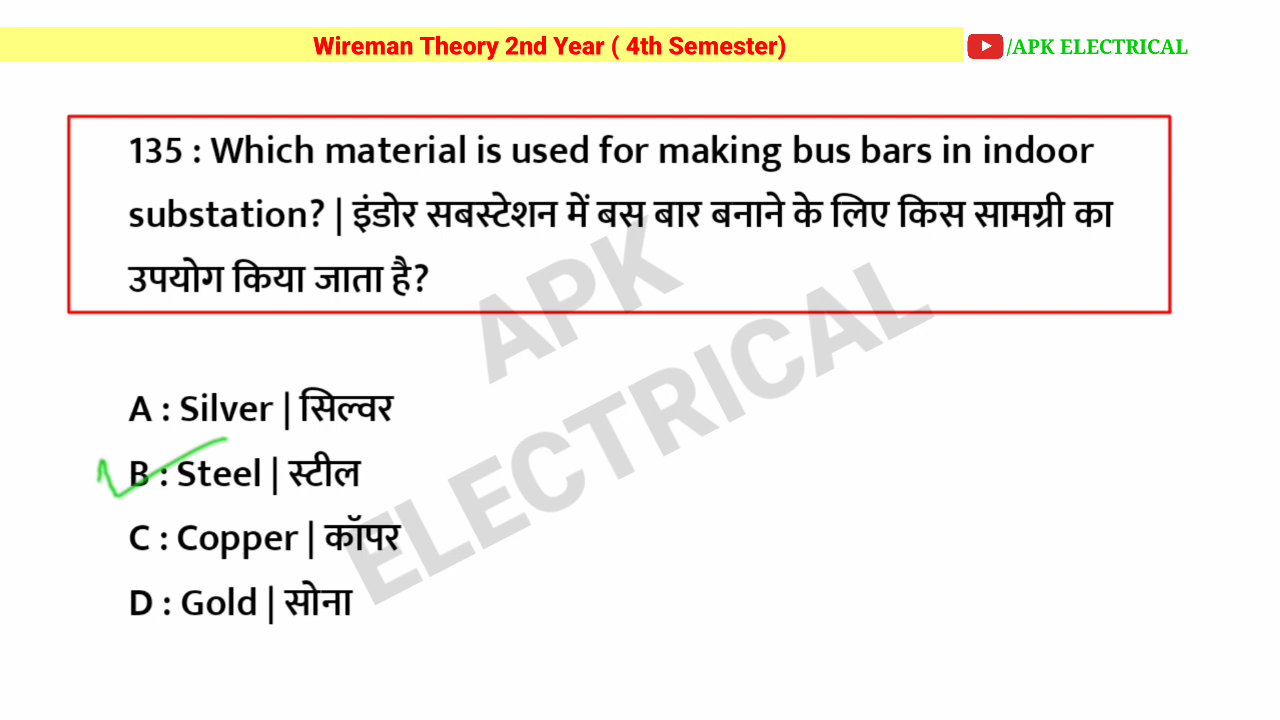 Wireman Theory 2nd Year ( 4th Semester)
/APK ELECTRICAL
135 : Which material is used for making bus bars in indoor
substation? | इंडोर सबस्टेशन में बस बार बनाने के लिए किस सामग्री का
उपयोग किया जाता है?
APK
ELECTRICAL
A : Silver | सिल्वर
B : Steel | स्टील
C : Copper | कॉपर
D : Gold | सोना